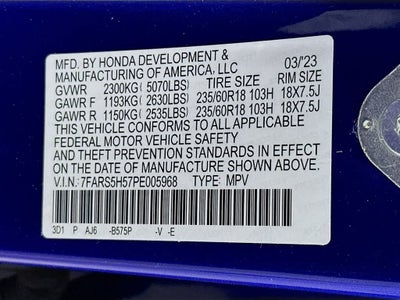 MFD. BY HONDA DEVELOPMENT &
MANUFACTURING OF AMERICA, LLC 03/'23
GVWR 2300KG (5070LBS) TIRE SIZE RIM SIZE
GAWR F 1193KG (2630LBS) 235/60R18 103H 18X7.5J
GAWR R 1150KG (2535LBS) 235/60R18 103H 18X7.5J
THIS VEHICLE CONFORMS TO ALL APPLICABLE
FEDERAL MOTOR VEHICLE SAFETY
AND THEFT PREVENTION STANDARDS IN EFFECT
ON THE DATE OF MANUFACTURE SHOWN ABOVE.
V.I.N.: 7FARS5H57PE005968 TYPE: MPV
3D1 P AJ6 -B575P -V -E